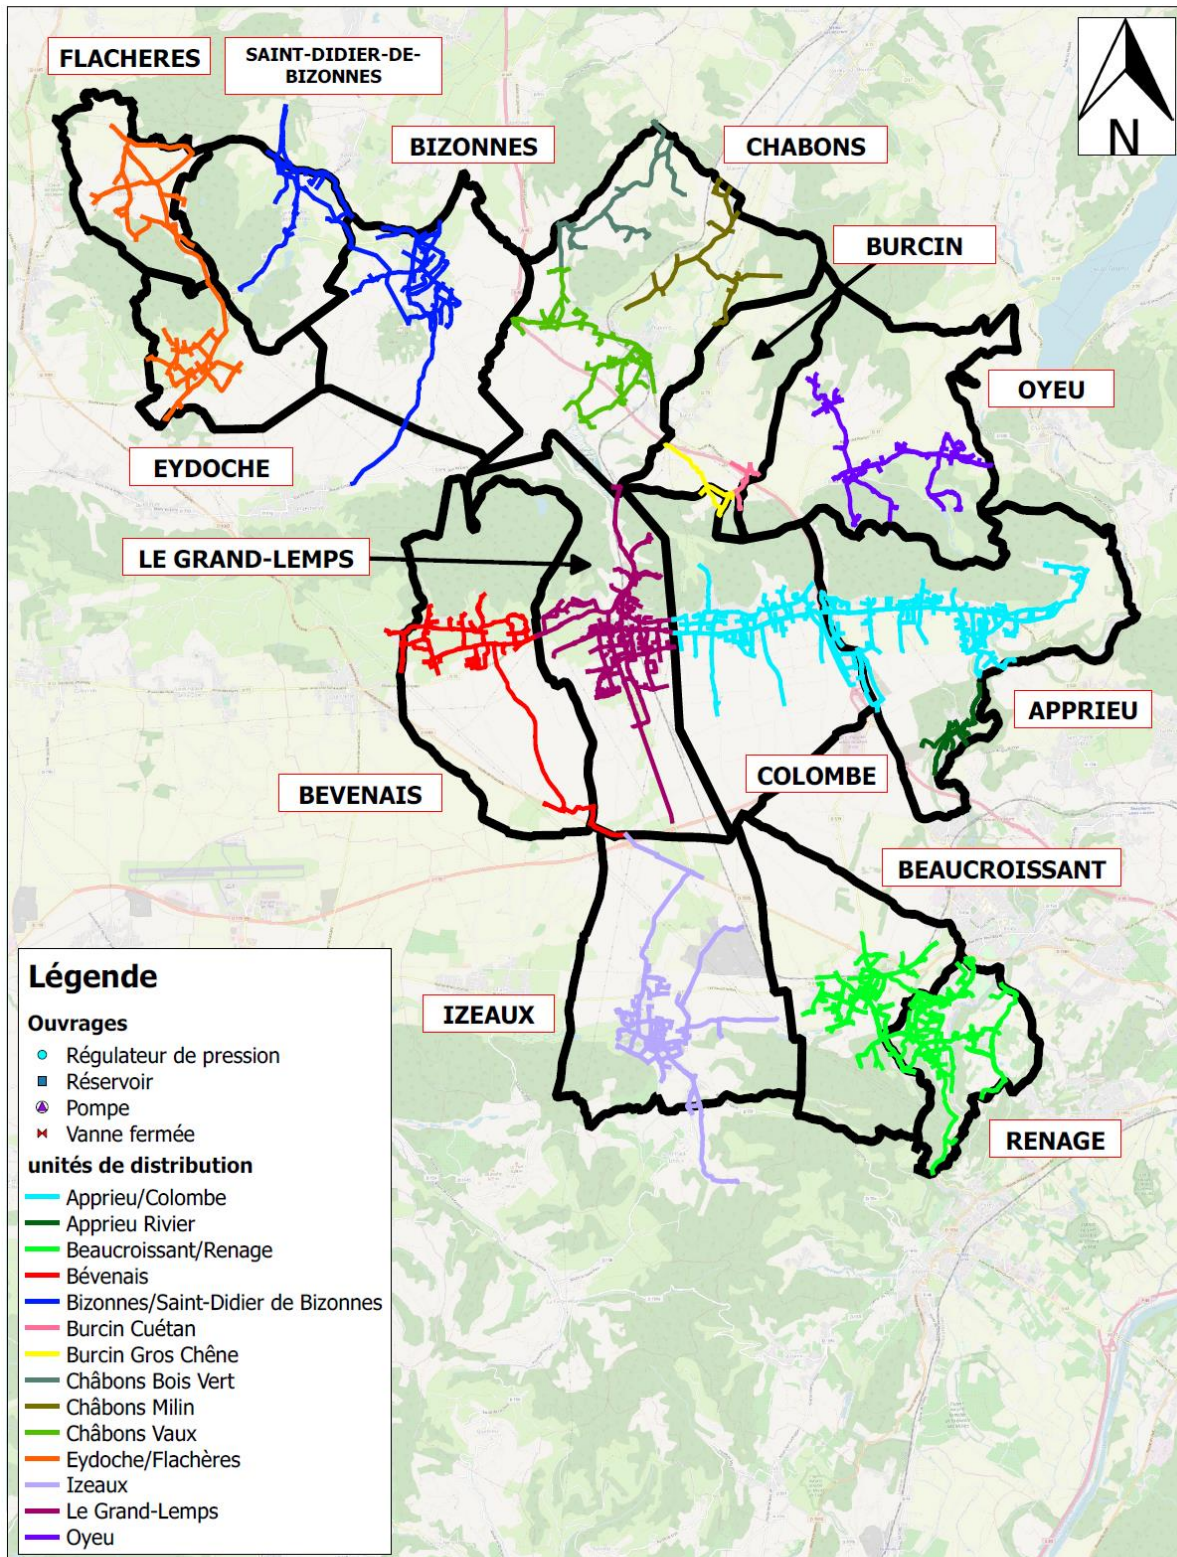 FLACHERES
SAINT-DIDIER-DE-
BIZONNES
BIZONNES
CHABONS
N
BURCIN
OYEU
EYDOCHE
LE GRAND-LEMPS
APPRIEU
COLOMBE
BEVENAIS
BEAUCROISSANT
IZEAUX
RENAGE
Légende
Ouvrages
Régulateur de pression
Réservoir
Pompe
Vanne fermée
unités de distribution
Apprieu/Colombe
Apprieu Rivier
Beaucroissant/Renage
Bévenais
Bizonnes/Saint-Didier de Bizonnes
Burcin Cuétan
Burcin Gros Chêne
Châbons Bois Vert
Châbons Milin
Châbons Vaux
Eydoche/Flachères
Izeaux
Le Grand-Lemps
Oyeu